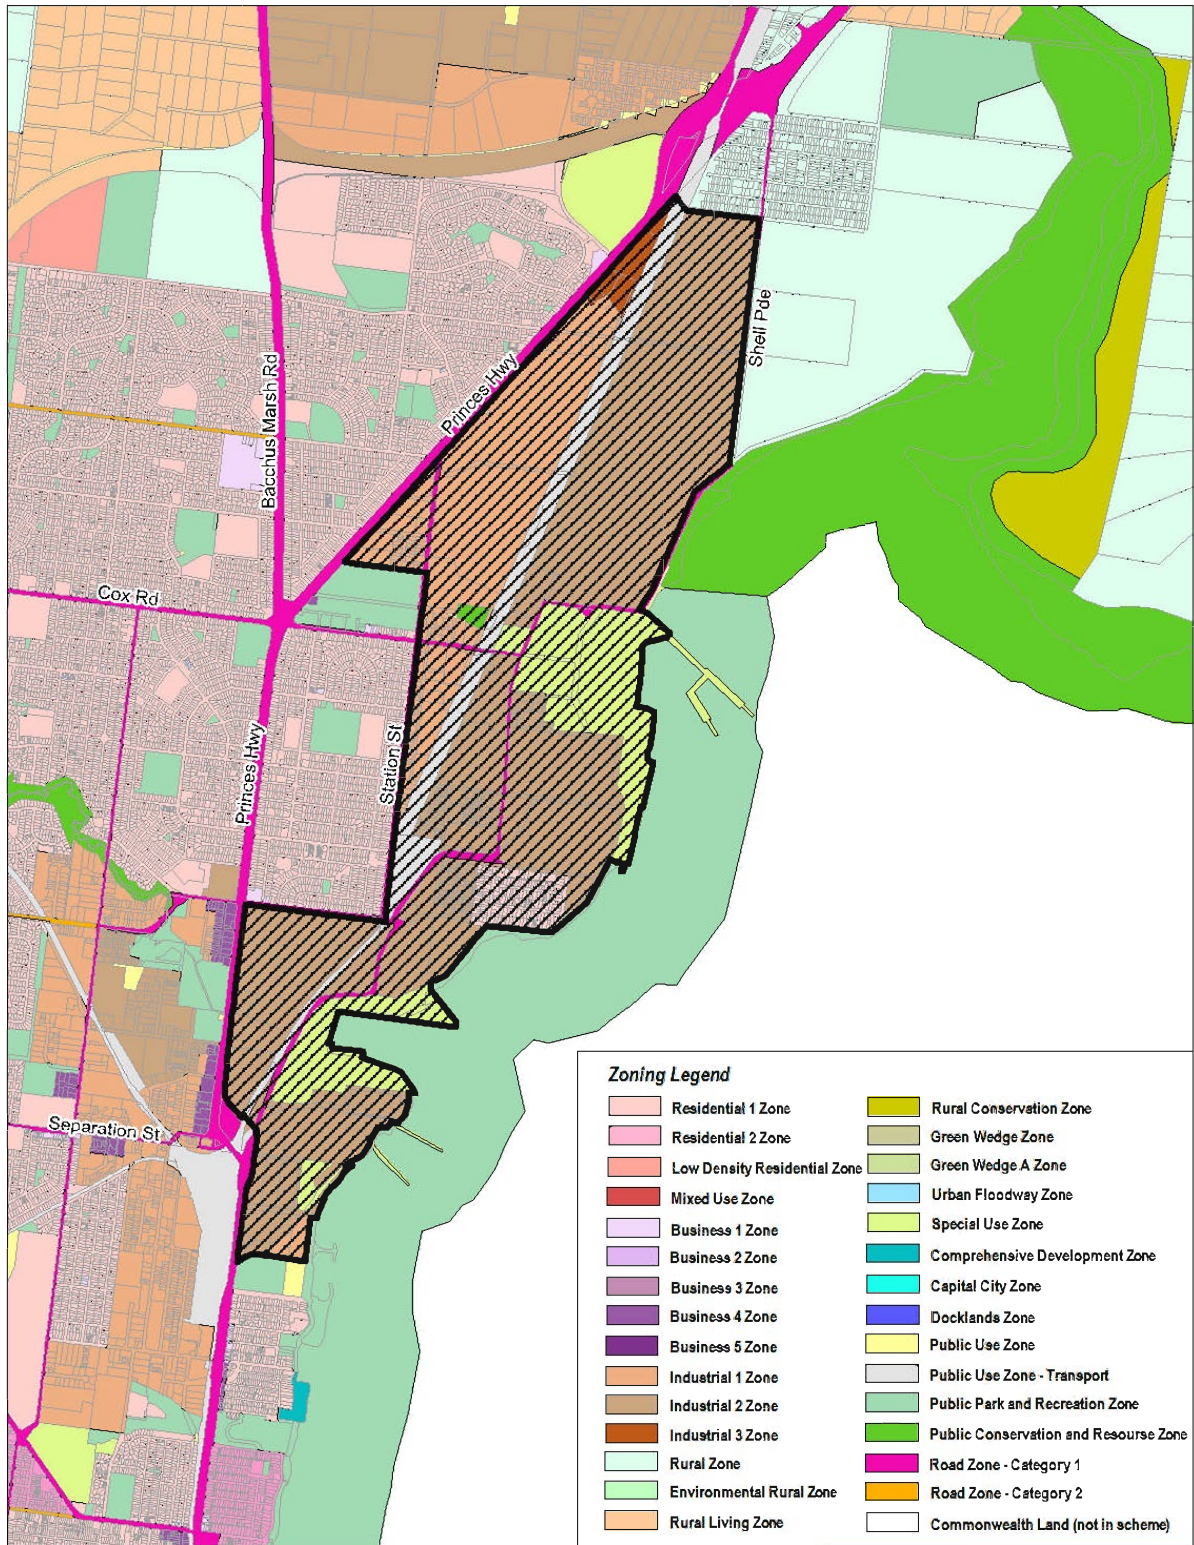 Shell Pde
Princes Hwy
Bacchus Marsh Rd
Cox Rd
Station St
Princes Hwy
Separation St
Zoning Legend
Residential 1 Zone
Residential 2 Zone
Low Density Residential Zone
Mixed Use Zone
Business 1 Zone
Business 2 Zone
Business 3 Zone
Business 4 Zone
Business 5 Zone
Industrial 1 Zone
Industrial 2 Zone
Industrial 3 Zone
Rural Zone
Environmental Rural Zone
Rural Living Zone
Rural Conservation Zone
Green Wedge Zone
Green Wedge A Zone
Urban Floodway Zone
Special Use Zone
Comprehensive Development Zone
Capital City Zone
Docklands Zone
Public Use Zone
Public Use Zone - Transport
Public Park and Recreation Zone
Public Conservation and Resourse Zone
Road Zone - Category 1
Road Zone - Category 2
Commonwealth Land (not in scheme)